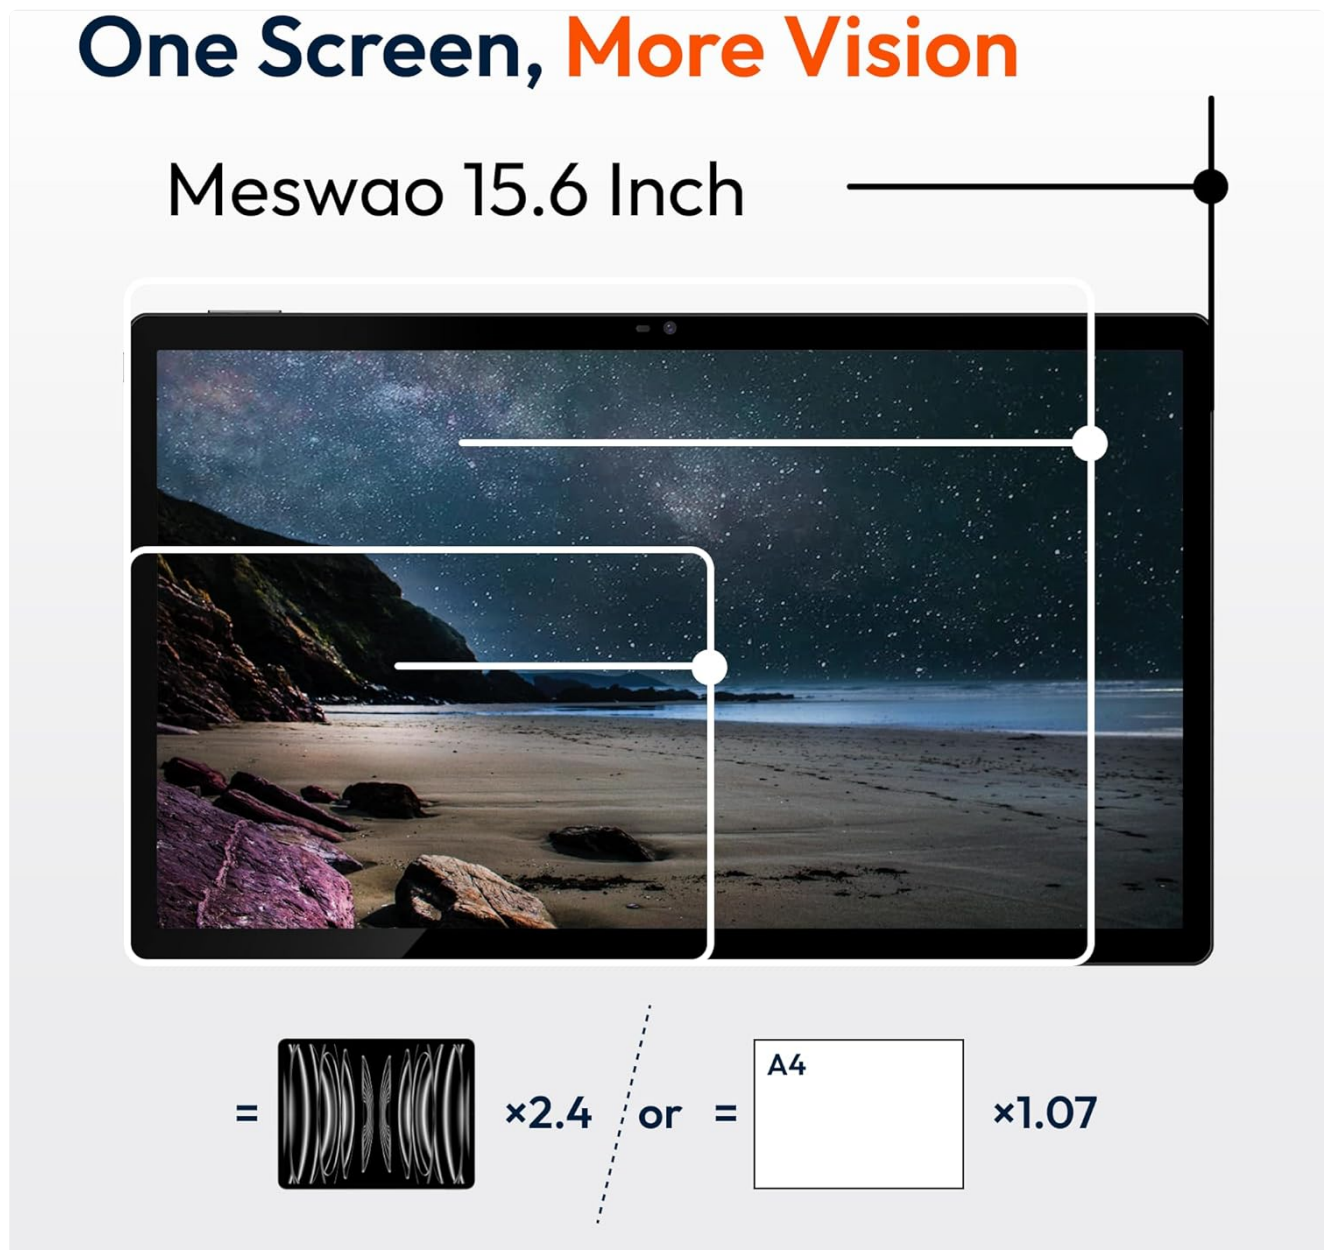 One Screen, More Vision
Meswao 15.6 Inch
= ×2.4 or = A4 ×1.07